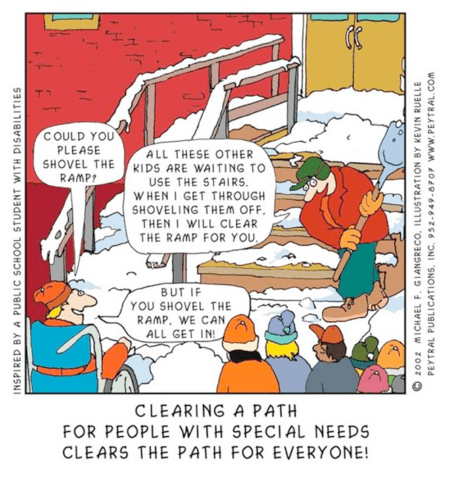 COULD YOU
PLEASE
SHOVEL THE
RAMP?
ALL THESE OTHER
KIDS ARE WAITING TO
USE THE STAIRS.
WHEN I GET THROUGH
SHOVELING THEM OFF,
THEN I WILL CLEAR
THE RAMP FOR YOU.
BUT IF
YOU SHOVEL THE
RAMP, WE CAN
ALL GET IN!
INSPIRED BY A PUBLIC SCHOOL STUDENT WITH DISABILITIES
© 2002 MICHAEL F. GIANGRECO, ILLUSTRATION BY KEVIN RUELLE
PEYTRAL PUBLICATIONS, INC. 952-949-8707 WWW.PEYTRAL.COM
CLEARING A PATH
FOR PEOPLE WITH SPECIAL NEEDS
CLEARS THE PATH FOR EVERYONE!